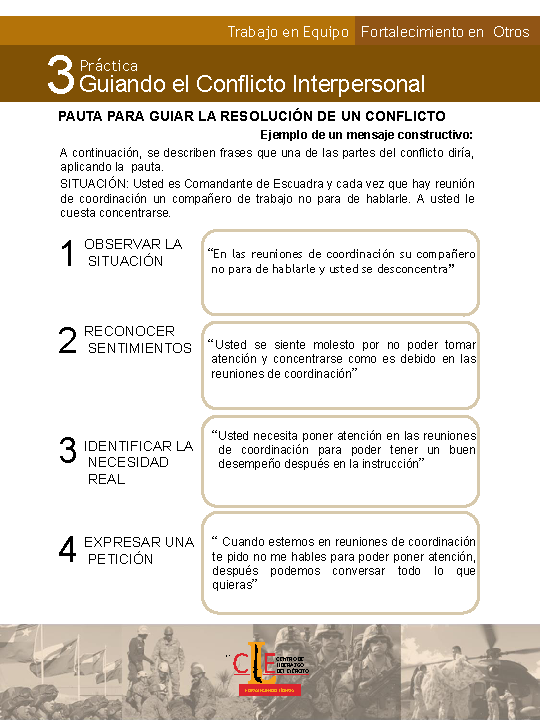 Trabajo en Equipo Fortalecimiento en Otros
3 Práctica
Guiando el Conflicto Interpersonal
PAUTA PARA GUIAR LA RESOLUCIÓN DE UN CONFLICTO
Ejemplo de un mensaje constructivo:
A continuación, se describen frases que una de las partes del conflicto diría,
aplicando la pauta.
SITUACIÓN: Usted es Comandante de Escuadra y cada vez que hay reunión
de coordinación un compañero de trabajo no para de hablarle. A usted le
cuesta concentrarse.
1 OBSERVAR LA
SITUACIÓN
“En las reuniones de coordinación su compañero
no para de hablarle y usted se desconcentra”
2 RECONOCER
SENTIMIENTOS
“Usted se siente molesto por no poder tomar
atención y concentrarse como es debido en las
reuniones de coordinación”
3 IDENTIFICAR LA
NECESIDAD
REAL
“Usted necesita poner atención en las reuniones
de coordinación para poder tener un buen
desempeño después en la instrucción”
4 EXPRESAR UNA
PETICIÓN
“ Cuando estemos en reuniones de coordinación
te pido no me hables para poder poner atención,
después podemos conversar todo lo que
quieras”
CLE
CENTRO DE
LIDERAZGO
DEL EJÉRCITO